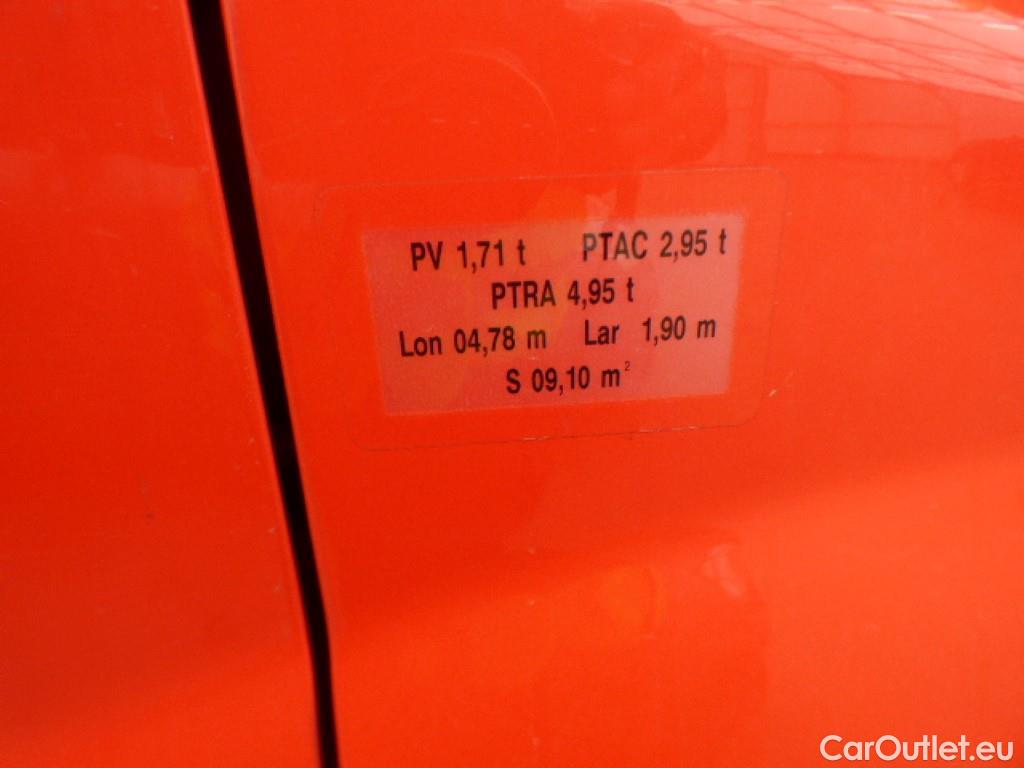 PV 1,71 t PTAC 2,95 t
PTRA 4,95 t
Lon 04,78 m Lar 1,90 m
S 09,10 m²
CarOutlet.eu